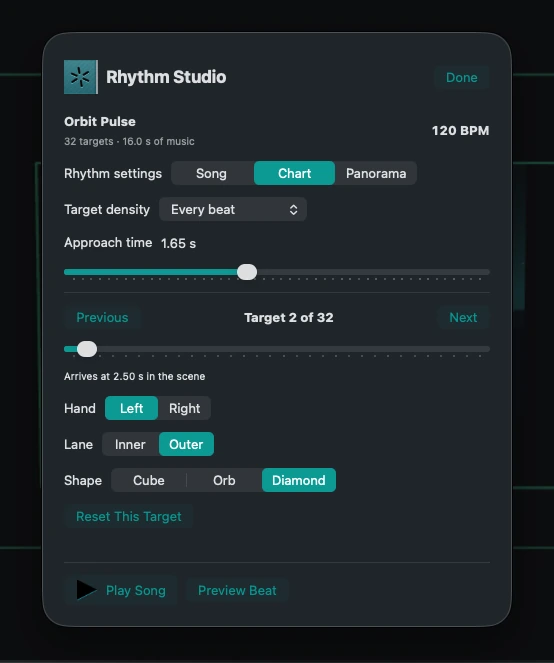 Rhythm Studio
Done
Orbit Pulse
32 targets · 16.0 s of music
120 BPM
Rhythm settings Song Chart Panorama
Target density Every beat
Approach time 1.65 s
Previous Target 2 of 32 Next
Arrives at 2.50 s in the scene
Hand Left Right
Lane Inner Outer
Shape Cube Orb Diamond
Reset This Target
Play Song Preview Beat